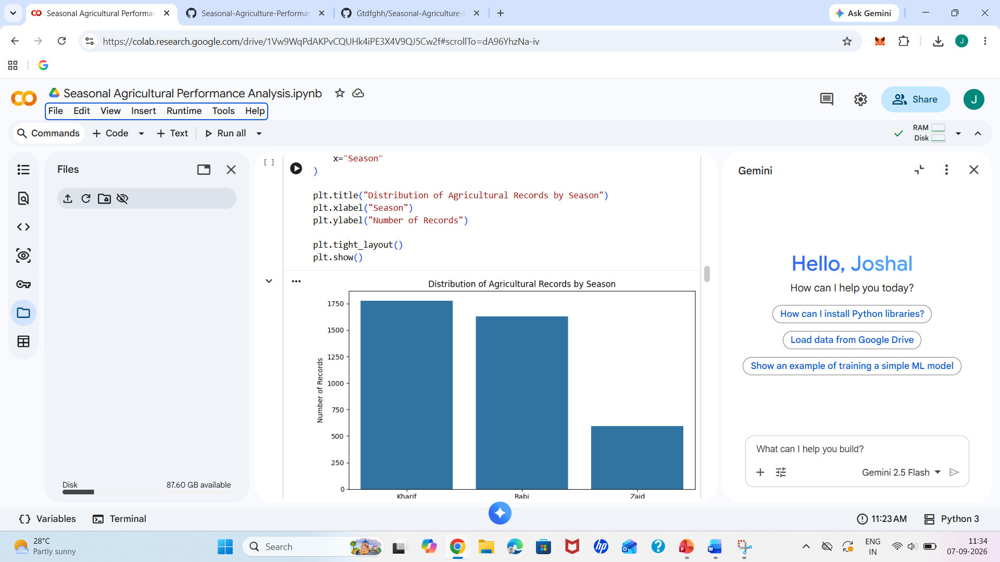 Seasonal Agricultural Performan
Seasonal-Agriculture-Performan
Gtdfghh/Seasonal-Agriculture-P
Ask Gemini
https://colab.research.google.com/drive/1Vw9WqPdAKPvCQUHk4iPE3X4V9QJ5Cw2f#scrollTo=dA96YhzNa-iv
J
Seasonal Agricultural Performance Analysis.ipynb
File Edit View Insert Runtime Tools Help
Share
J
Commands + Code + Text Run all
RAM
Disk
Files
[ ]
x="Season"
)
plt.title("Distribution of Agricultural Records by Season")
plt.xlabel("Season")
plt.ylabel("Number of Records")
plt.tight_layout()
plt.show()
Distribution of Agricultural Records by Season
Number of Records
1750
1500
1250
1000
750
500
250
0
Kharif Rabi Zaid
Disk 87.60 GB available
Gemini
Hello, Joshal
How can I help you today?
How can I install Python libraries?
Load data from Google Drive
Show an example of training a simple ML model
What can I help you build?
Gemini 2.5 Flash
Variables Terminal
11:23 AM Python 3
28°C
Partly sunny
Search
hp
ENG
IN
11:34
07-09-2026